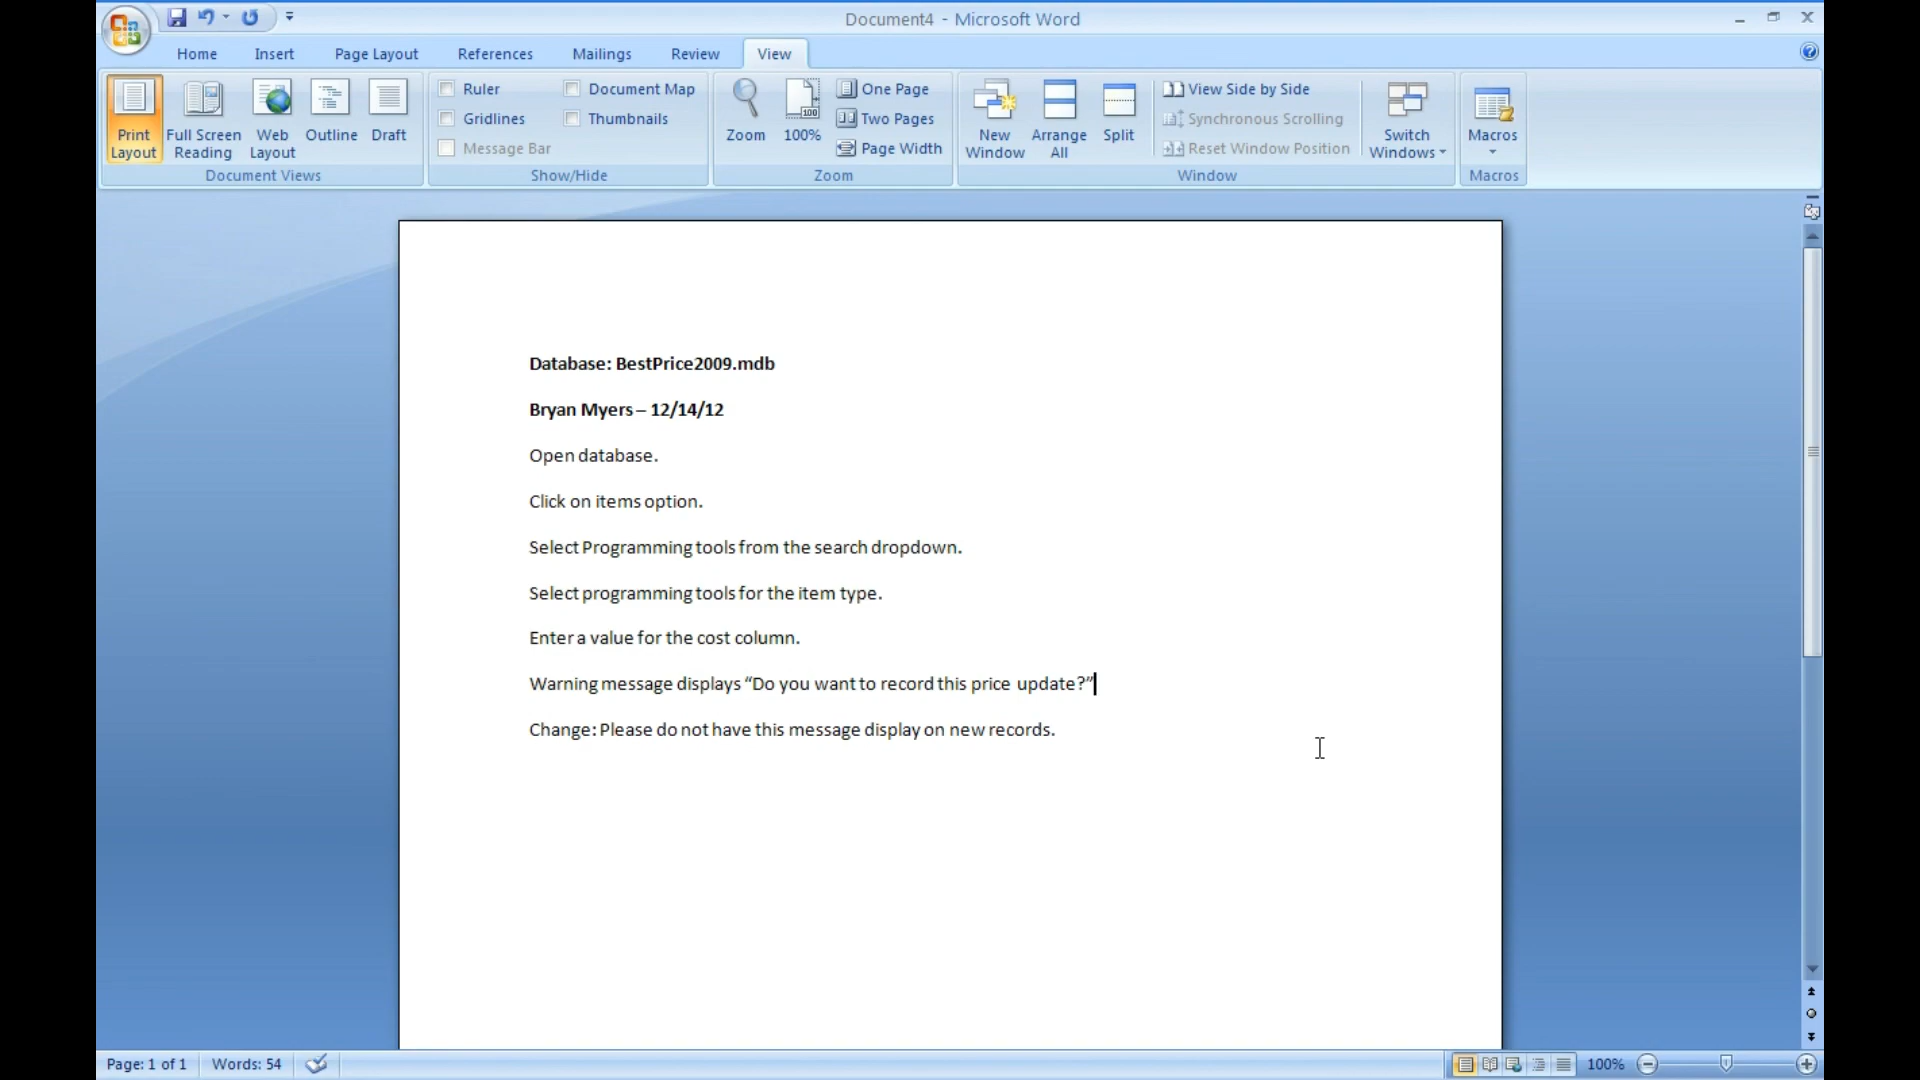 Document4 - Microsoft Word
Home Insert Page Layout References Mailings Review View
Print Layout
Full Screen Reading
Web Layout
Outline
Draft
Document Views
Ruler
Gridlines
Message Bar
Document Map
Thumbnails
Show/Hide
Zoom
100%
One Page
Two Pages
Page Width
Zoom
New Window
Arrange All
Split
View Side by Side
Synchronous Scrolling
Reset Window Position
Switch Windows
Window
Macros
Macros
Database: BestPrice2009.mdb
Bryan Myers – 12/14/12
Open database.
Click on items option.
Select Programming tools from the search dropdown.
Select programming tools for the item type.
Enter a value for the cost column.
Warning message displays “Do you want to record this price update?”
Change: Please do not have this message display on new records.
Page: 1 of 1 Words: 54 100%